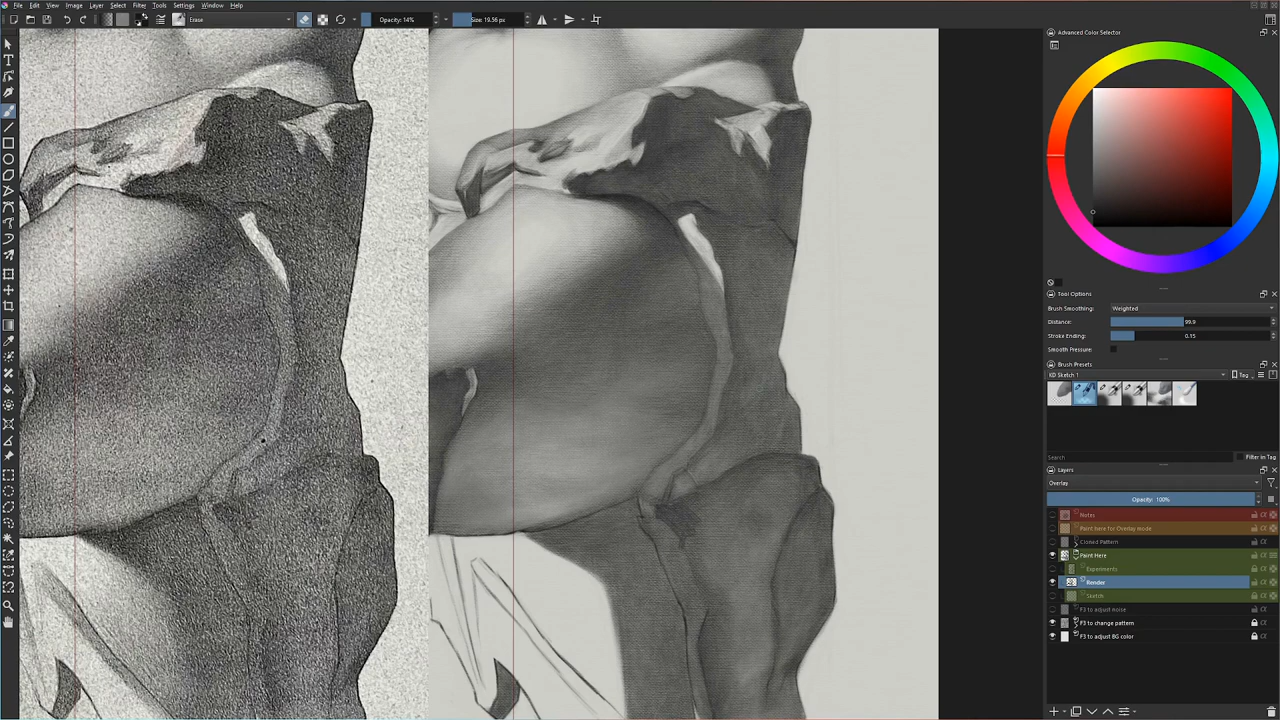 File Edit View Image Layer Select Filter Tools Settings Window Help
Erase
Opacity: 14%
Size: 19.56 px
Advanced Color Selector
Tool Options
Brush Smoothing: Weighted
Distance: 99.9
Stroke Ending: 0.15
Smooth Pressure:
Brush Presets
KD Sketch 1
Tag
Search
Filter in Tag
Layers
Overlay
Opacity: 100%
Notes
Paint here for Overlay mode
Cloned Pattern
Paint Here
Experiments
Render
Sketch
F3 to adjust noise
F3 to change pattern
F3 to adjust BG color